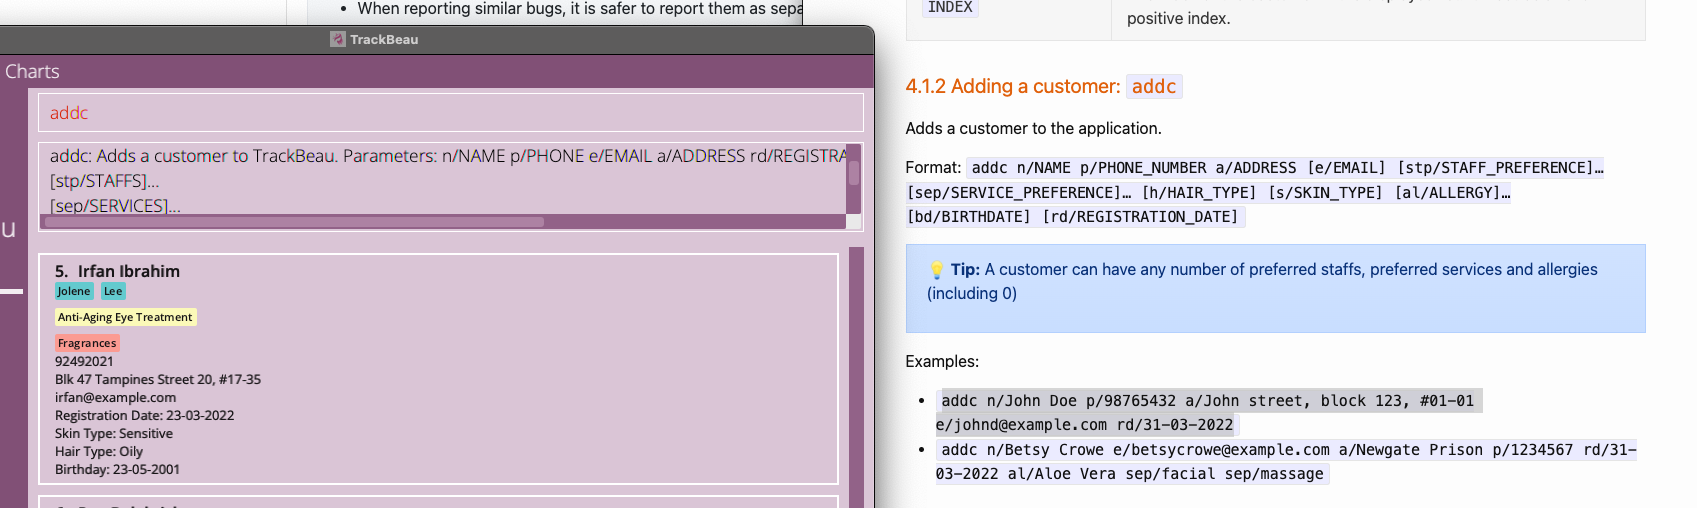 When reporting similar bugs, it is safer to report them as sepa
TrackBeau
Charts
addc
addc: Adds a customer to TrackBeau. Parameters: n/NAME p/PHONE e/EMAIL a/ADDRESS rd/REGISTRA
[stp/STAFFS]...
[sep/SERVICES]...
u
5. Irfan Ibrahim
Jolene Lee
Anti-Aging Eye Treatment
Fragrances
92492021
Blk 47 Tampines Street 20, #17-35
irfan@example.com
Registration Date: 23-03-2022
Skin Type: Sensitive
Hair Type: Oily
Birthday: 23-05-2001
INDEX
positive index.
4.1.2 Adding a customer: addc
Adds a customer to the application.
Format: addc n/NAME p/PHONE_NUMBER a/ADDRESS [e/EMAIL] [stp/STAFF_PREFERENCE]…
[sep/SERVICE_PREFERENCE]… [h/HAIR_TYPE] [s/SKIN_TYPE] [al/ALLERGY]…
[bd/BIRTHDATE] [rd/REGISTRATION_DATE]
💡 Tip: A customer can have any number of preferred staffs, preferred services and allergies
(including 0)
Examples:
addc n/John Doe p/98765432 a/John street, block 123, #01-01
e/johnd@example.com rd/31-03-2022
addc n/Betsy Crowe e/betsycrowe@example.com a/Newgate Prison p/1234567 rd/31-
03-2022 al/Aloe Vera sep/facial sep/massage